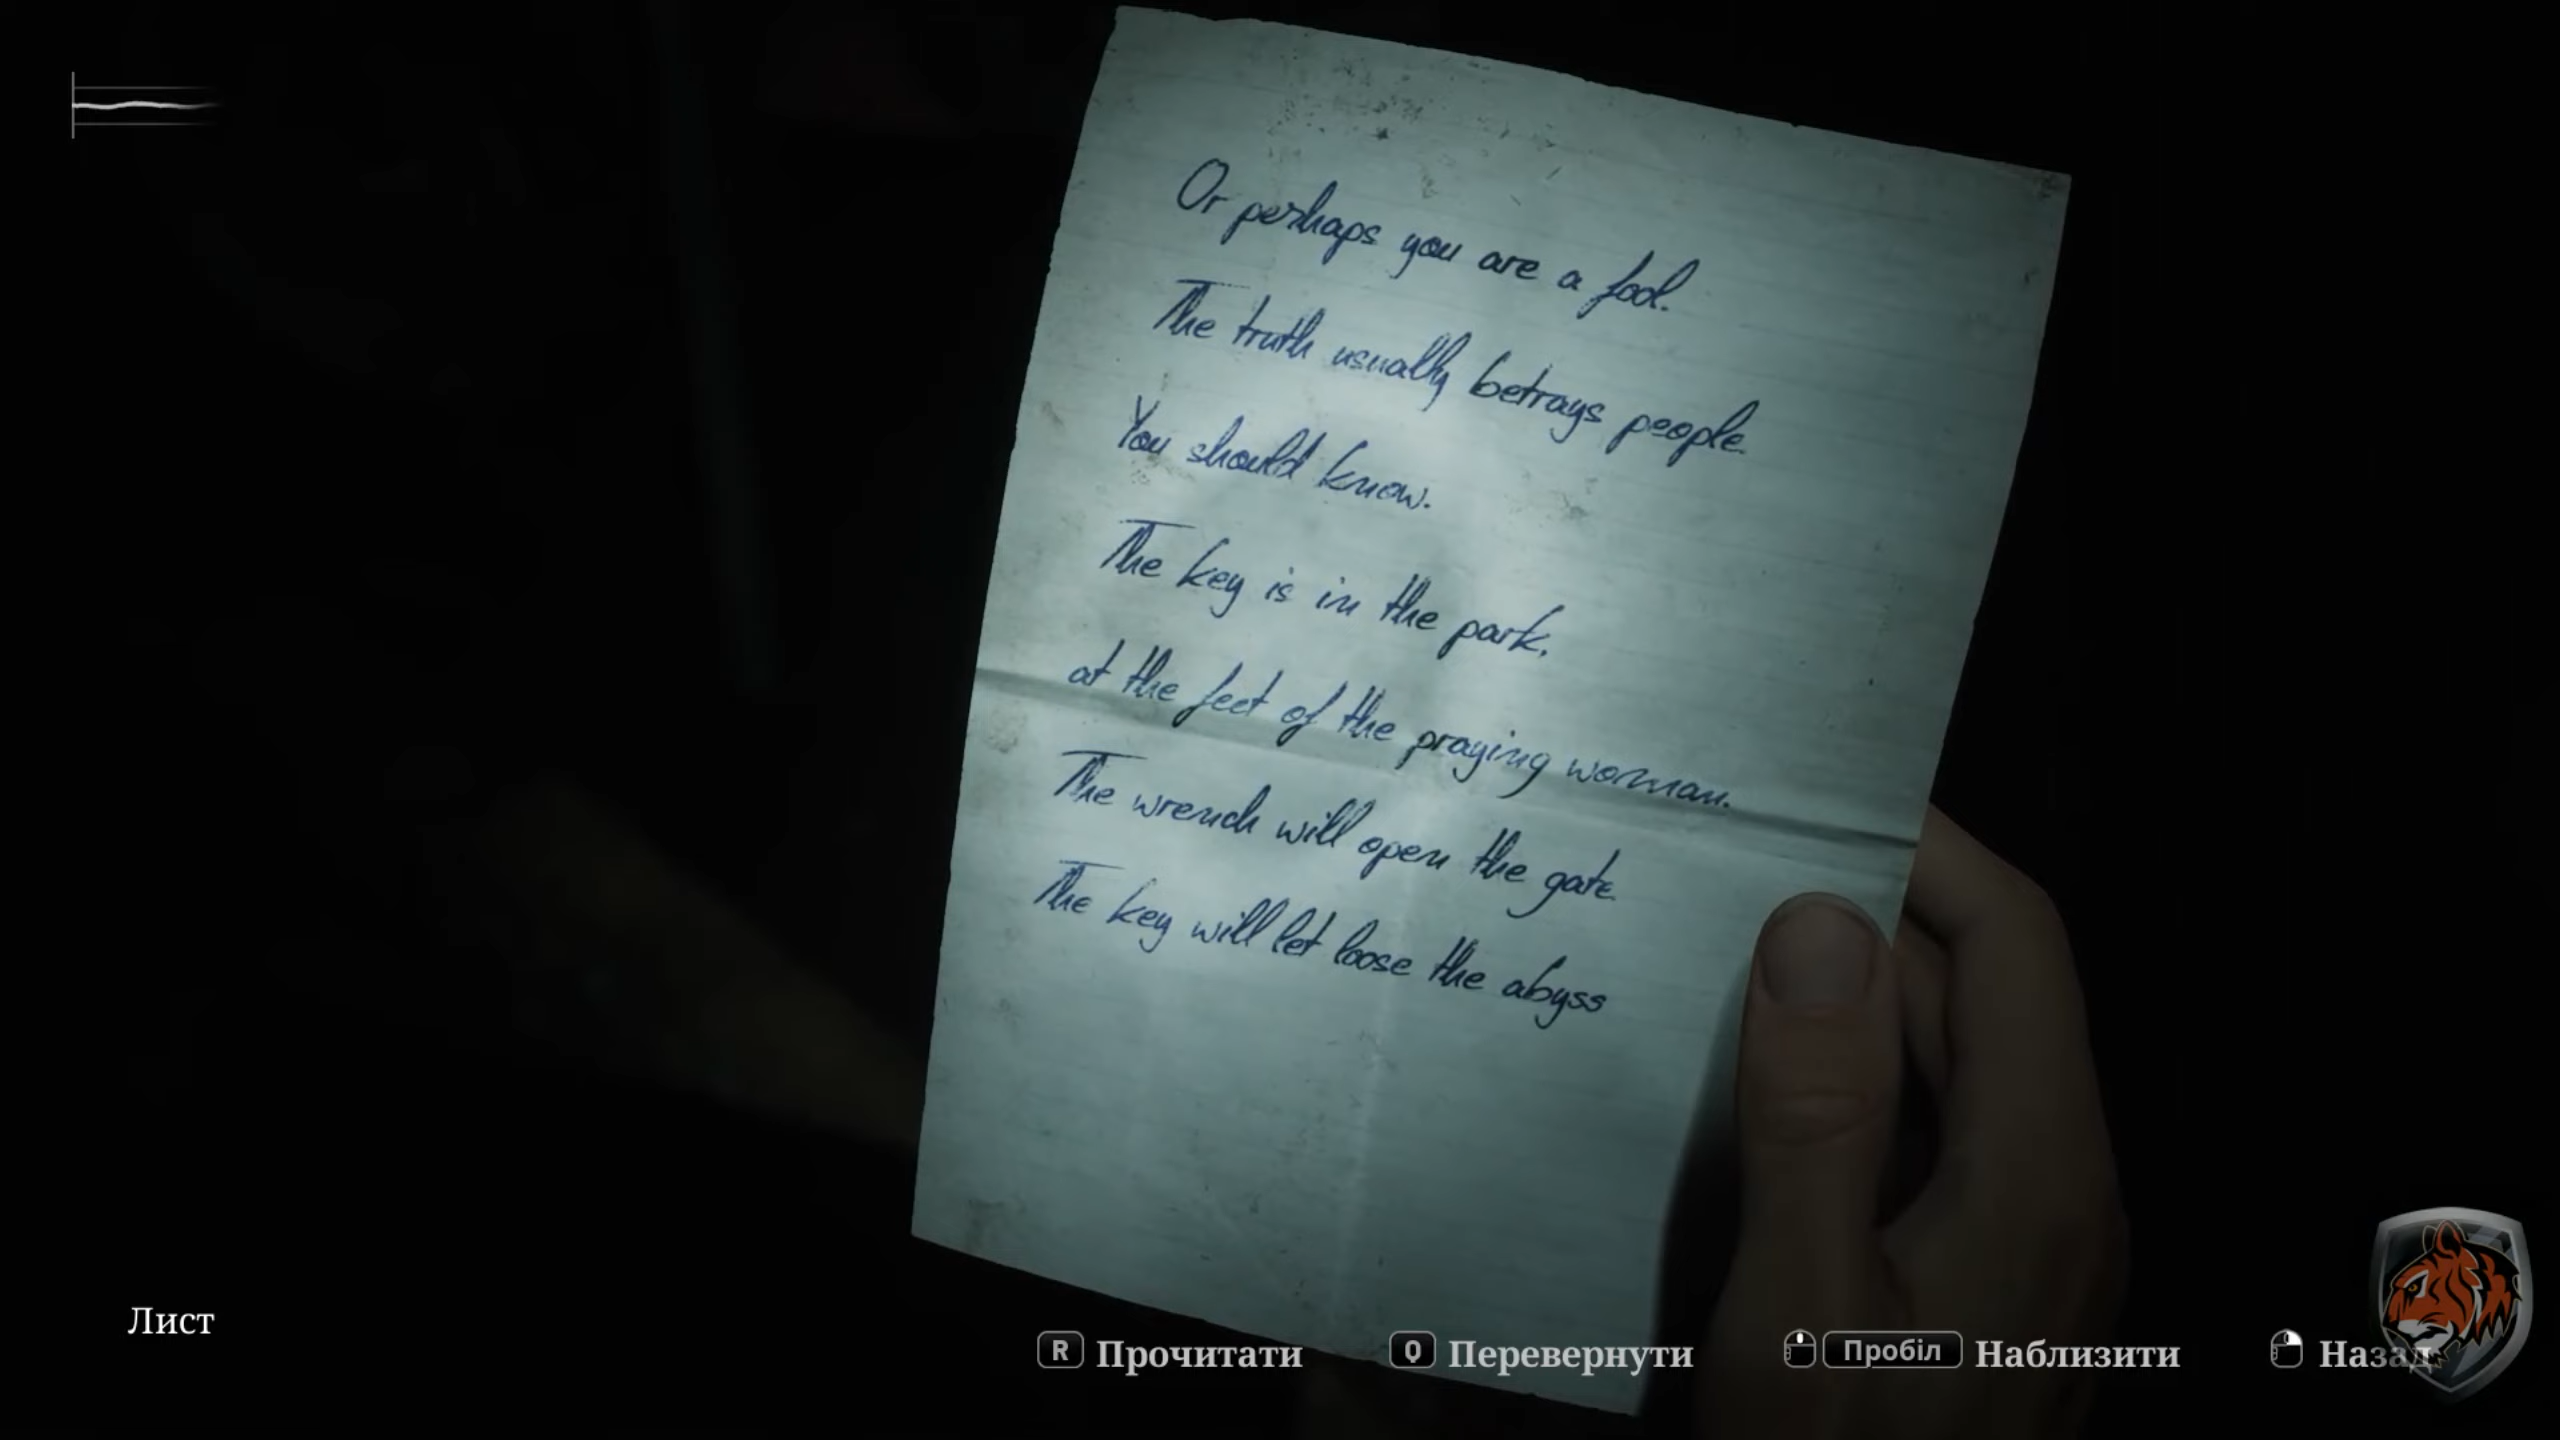 Or perhaps you are a fool.
The truth usually betrays people.
You should know.
The key is in the park,
at the feet of the praying woman.
The wrench will open the gate.
The key will let loose the abyss
Лист
R Прочитати Q Перевернути Пробіл Наблизити Назад